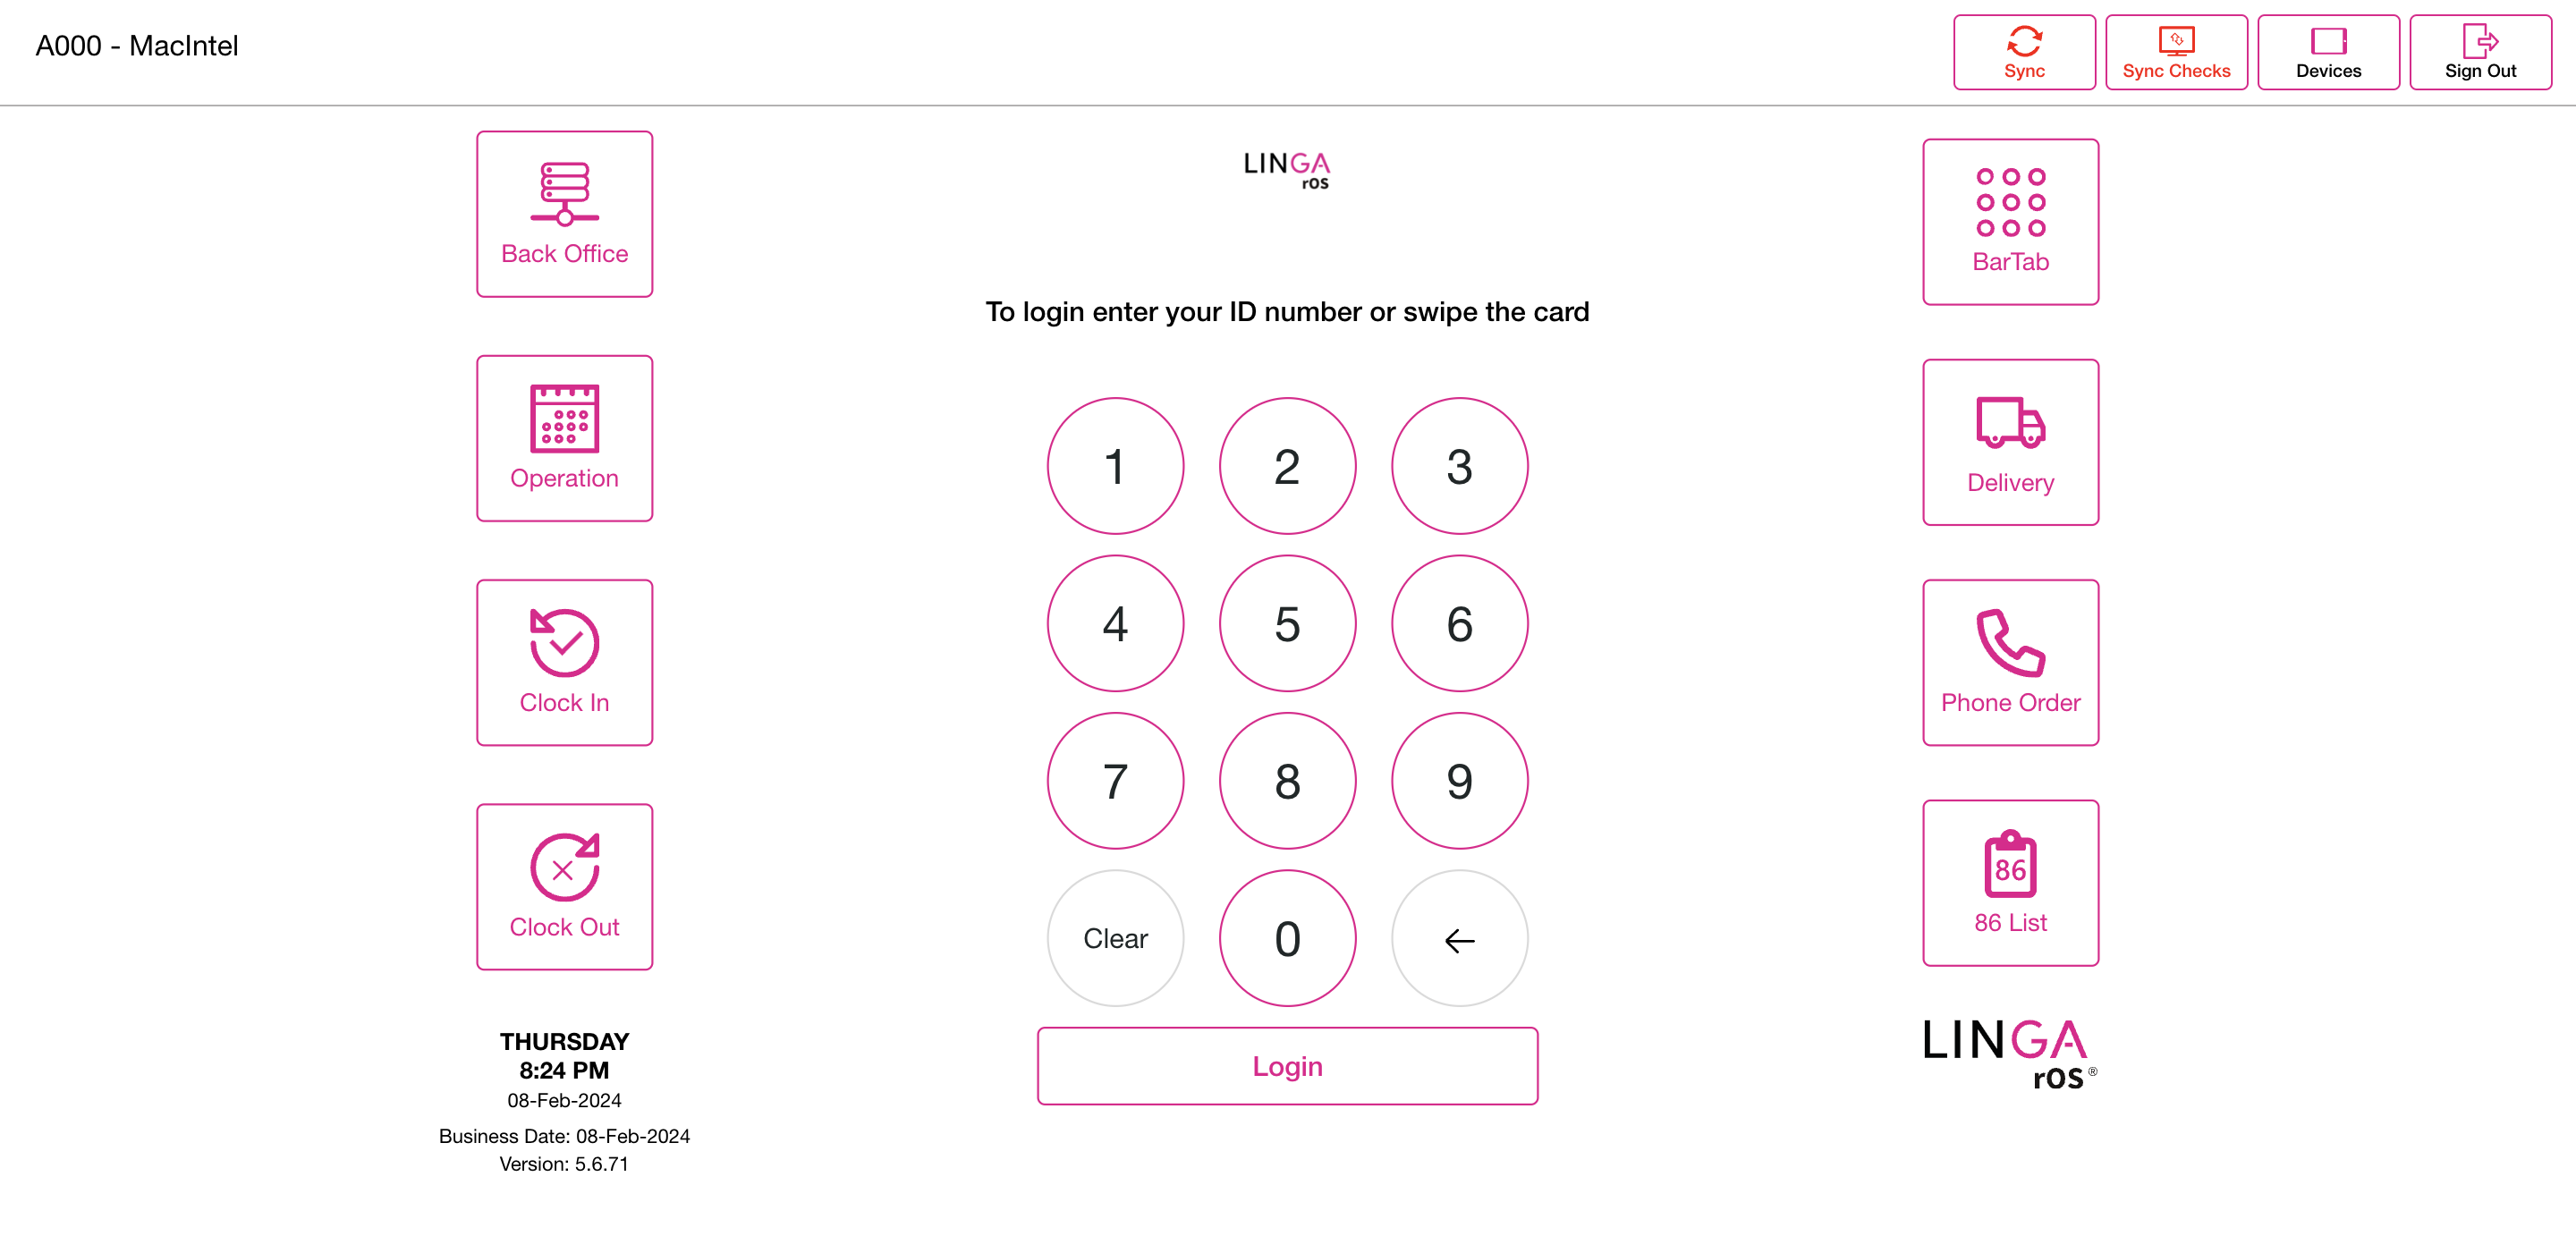 A000 - MacIntel
Sync
Sync Checks
Devices
Sign Out
Back Office
Operation
Clock In
Clock Out
THURSDAY
8:24 PM
08-Feb-2024
Business Date: 08-Feb-2024
Version: 5.6.71
LINGA
rOS
To login enter your ID number or swipe the card
1 2 3
4 5 6
7 8 9
Clear 0 ←
Login
BarTab
Delivery
Phone Order
86
86 List
LINGA
rOS®